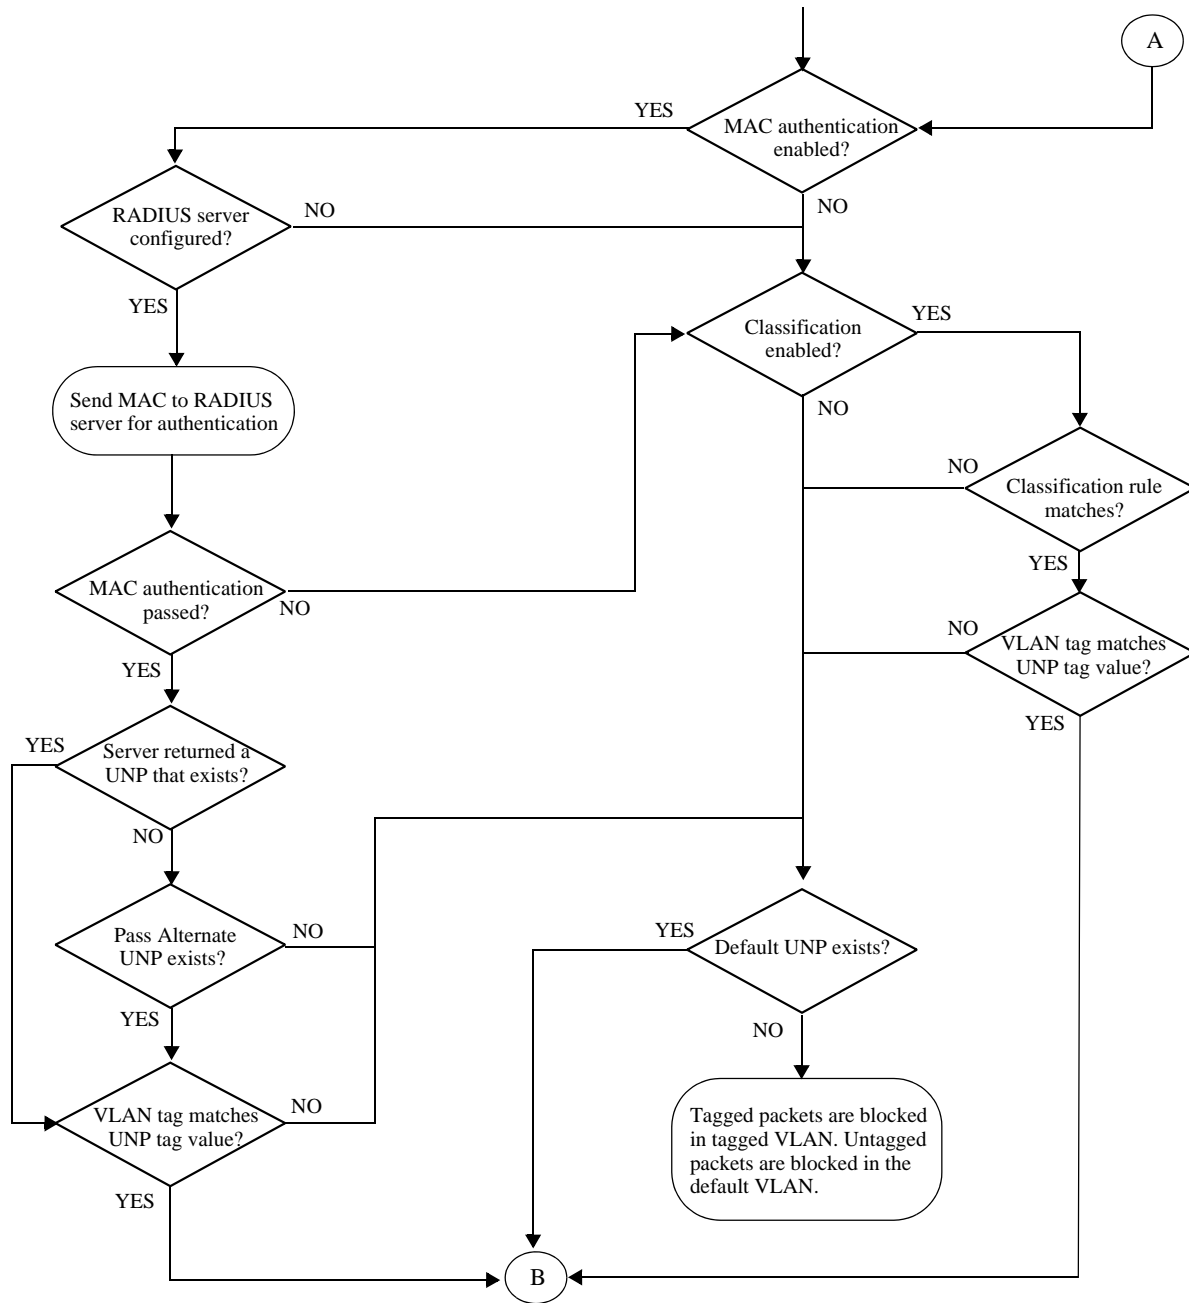 A
YES
MAC authentication
enabled?
NO
RADIUS server
configured?
NO
YES
Classification
enabled?
YES
NO
Send MAC to RADIUS
server for authentication
NO
Classification rule
matches?
YES
MAC authentication
passed?
NO
YES
NO
VLAN tag matches
UNP tag value?
YES
YES
Server returned a
UNP that exists?
NO
Pass Alternate
UNP exists?
NO
YES
YES
Default UNP exists?
NO
VLAN tag matches
UNP tag value?
NO
YES
Tagged packets are blocked
in tagged VLAN. Untagged
packets are blocked in the
default VLAN.
B